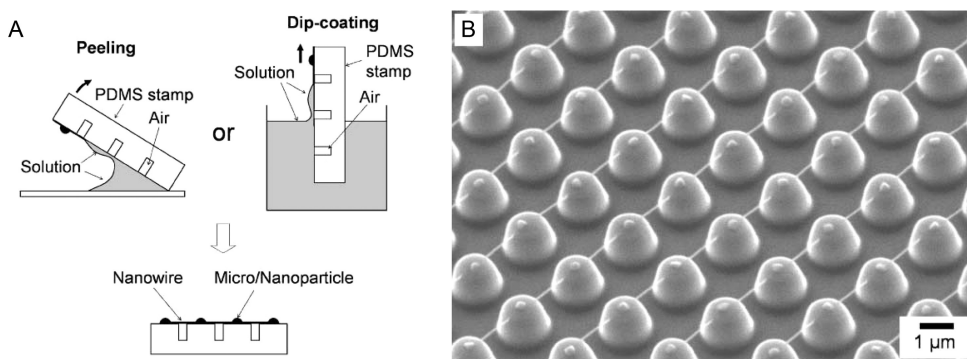 A
Peeling
PDMS stamp
Air
Solution
or
Dip-coating
PDMS
stamp
Solution
Air
Nanowire
Micro/Nanoparticle
B
1 μm